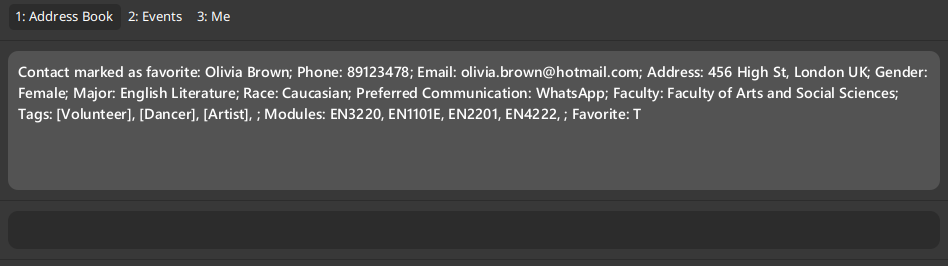 1: Address Book 2: Events 3: Me
Contact marked as favorite: Olivia Brown; Phone: 89123478; Email: olivia.brown@hotmail.com; Address: 456 High St, London UK; Gender:
Female; Major: English Literature; Race: Caucasian; Preferred Communication: WhatsApp; Faculty: Faculty of Arts and Social Sciences;
Tags: [Volunteer], [Dancer], [Artist], ; Modules: EN3220, EN1101E, EN2201, EN4222, ; Favorite: T